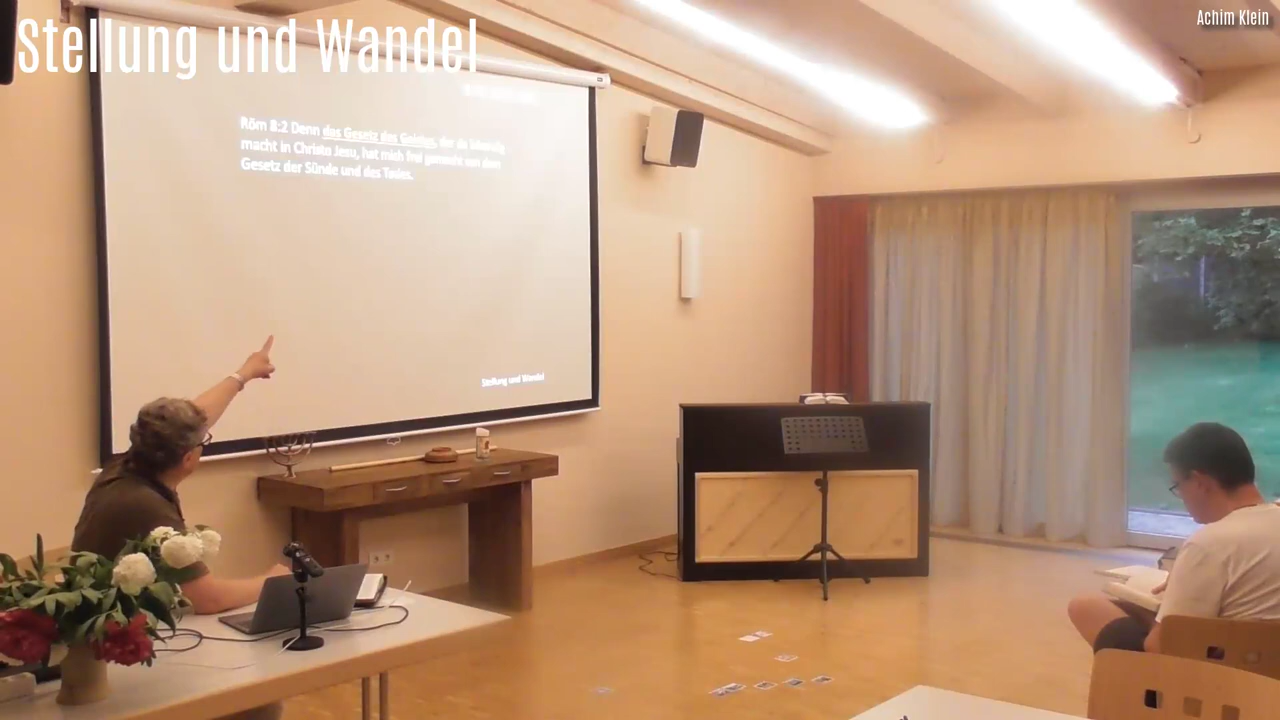 Stellung und Wandel
Achim Klein
Röm 8:2 Denn das Gesetz des Geistes, der da lebendig
macht in Christo Jesu, hat mich frei gemacht von dem
Gesetz der Sünde und des Todes.
Stellung und Wandel